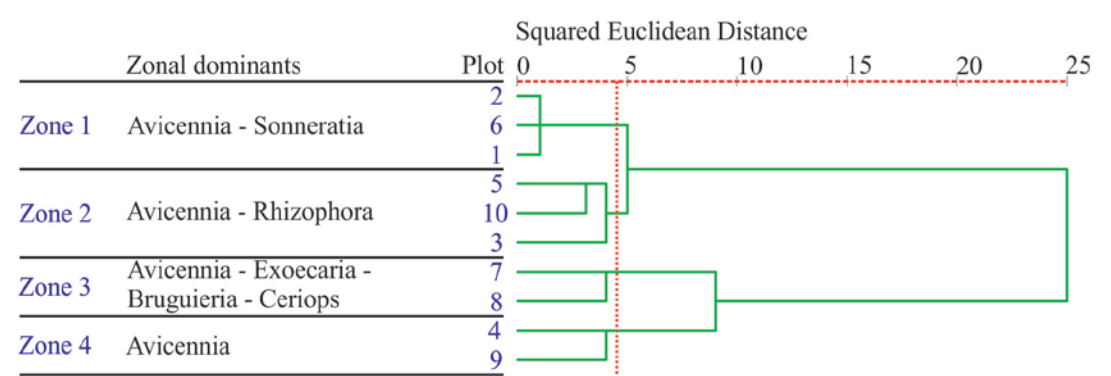 Squared Euclidean Distance
Zonal dominants Plot 0 5 10 15 20 25
2
Zone 1 Avicennia - Sonneratia 6
1
5
Zone 2 Avicennia - Rhizophora 10
3
Avicennia - Exoecaria - 7
Zone 3
Bruguieria - Ceriops 8
4
Zone 4 Avicennia
9